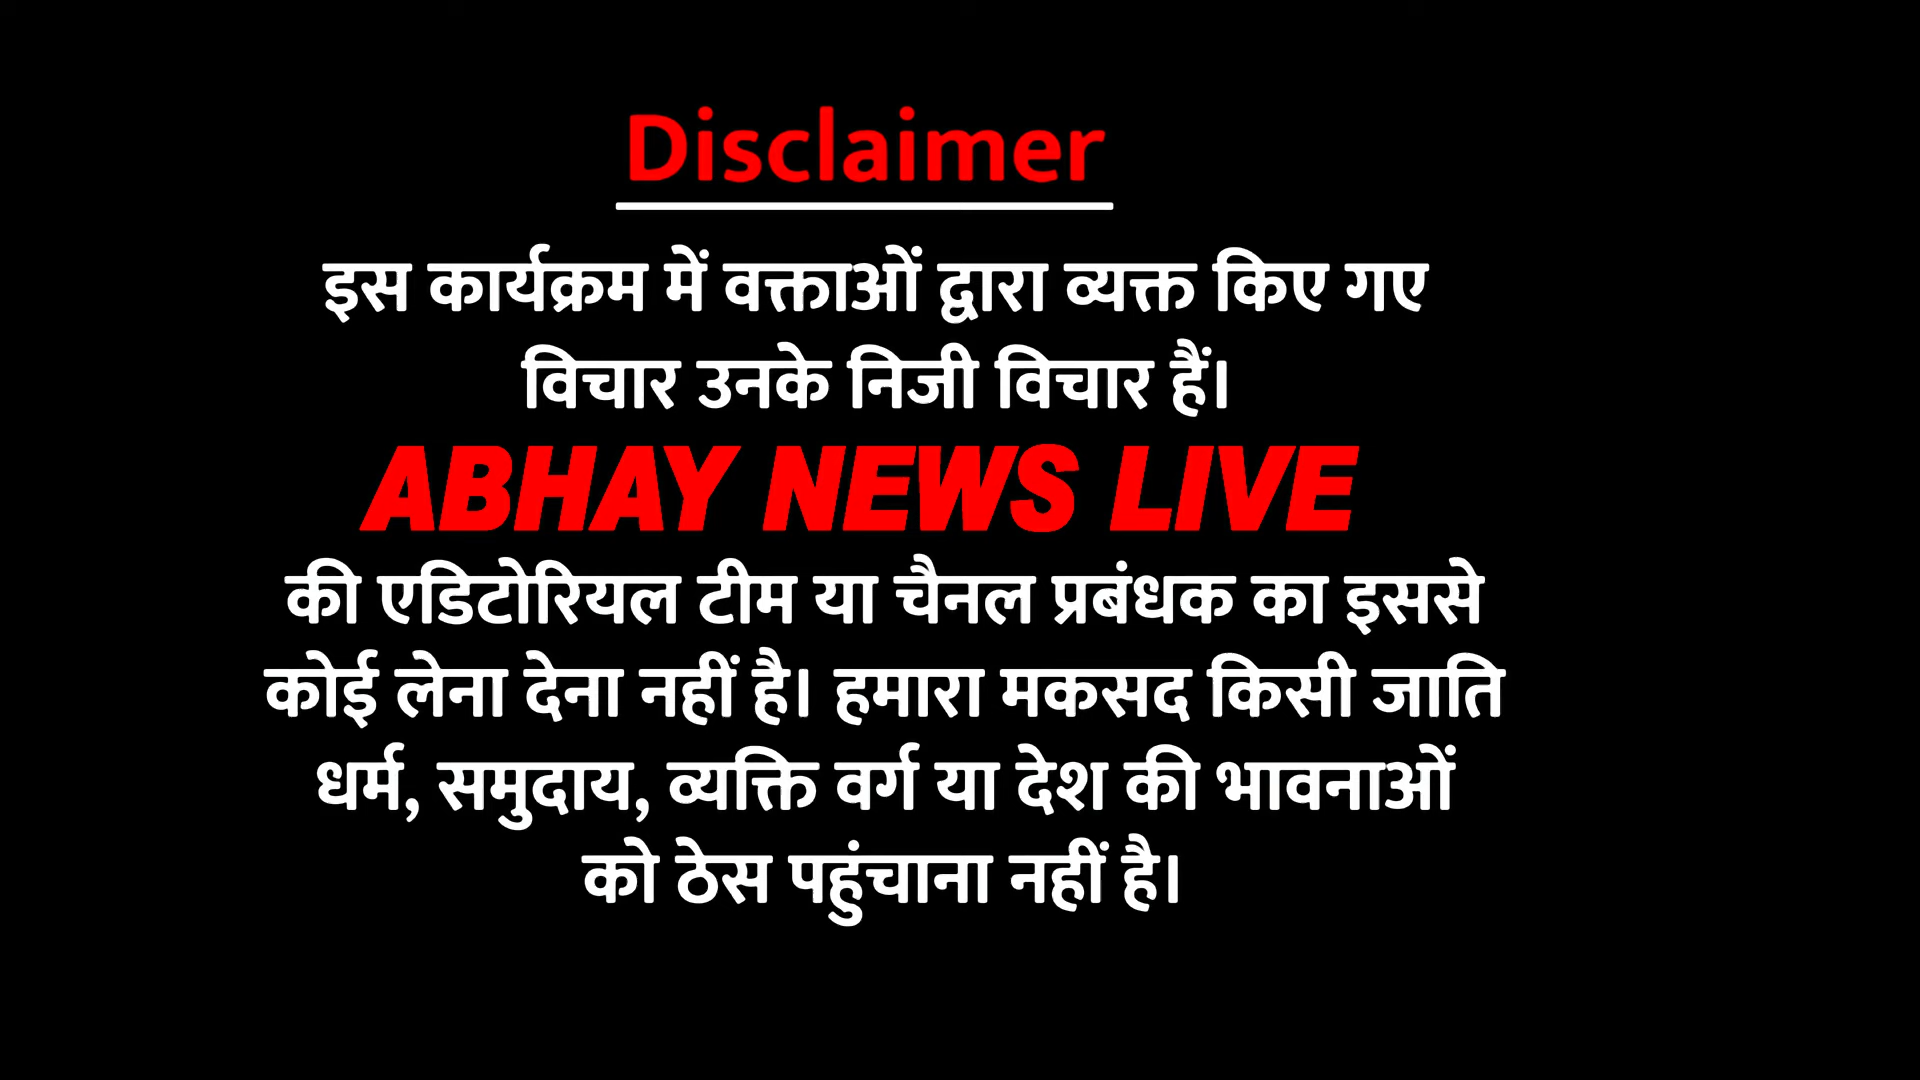 Disclaimer
इस कार्यक्रम में वक्ताओं द्वारा व्यक्त किए गए
विचार उनके निजी विचार हैं।
ABHAY NEWS LIVE
की एडिटोरियल टीम या चैनल प्रबंधक का इससे
कोई लेना देना नहीं है। हमारा मकसद किसी जाति
धर्म, समुदाय, व्यक्ति वर्ग या देश की भावनाओं
को ठेस पहुंचाना नहीं है।